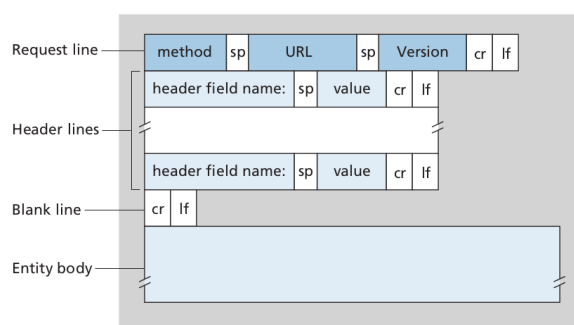 Request line
method sp URL sp Version cr lf
header field name: sp value cr lf
Header lines
header field name: sp value cr lf
Blank line
cr lf
Entity body